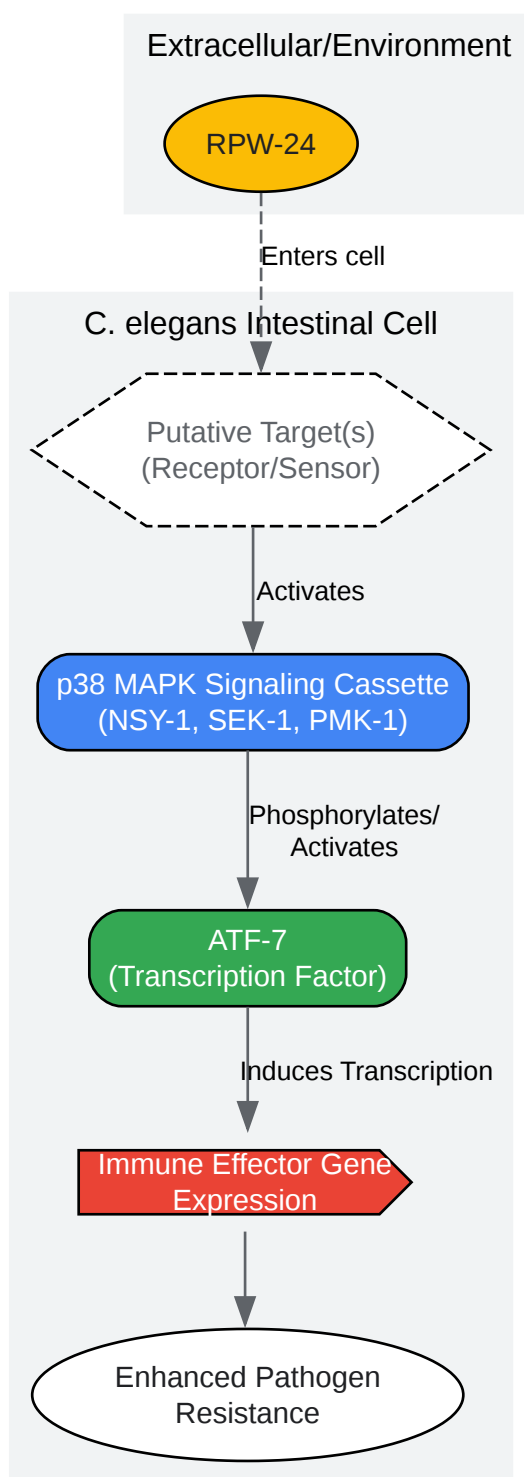 Extracellular/Environment
RPW-24
Enters cell
C. elegans Intestinal Cell
Putative Target(s)
(Receptor/Sensor)
Activates
p38 MAPK Signaling Cassette
(NSY-1, SEK-1, PMK-1)
Phosphorylates/
Activates
ATF-7
(Transcription Factor)
Induces Transcription
Immune Effector Gene
Expression
Enhanced Pathogen
Resistance